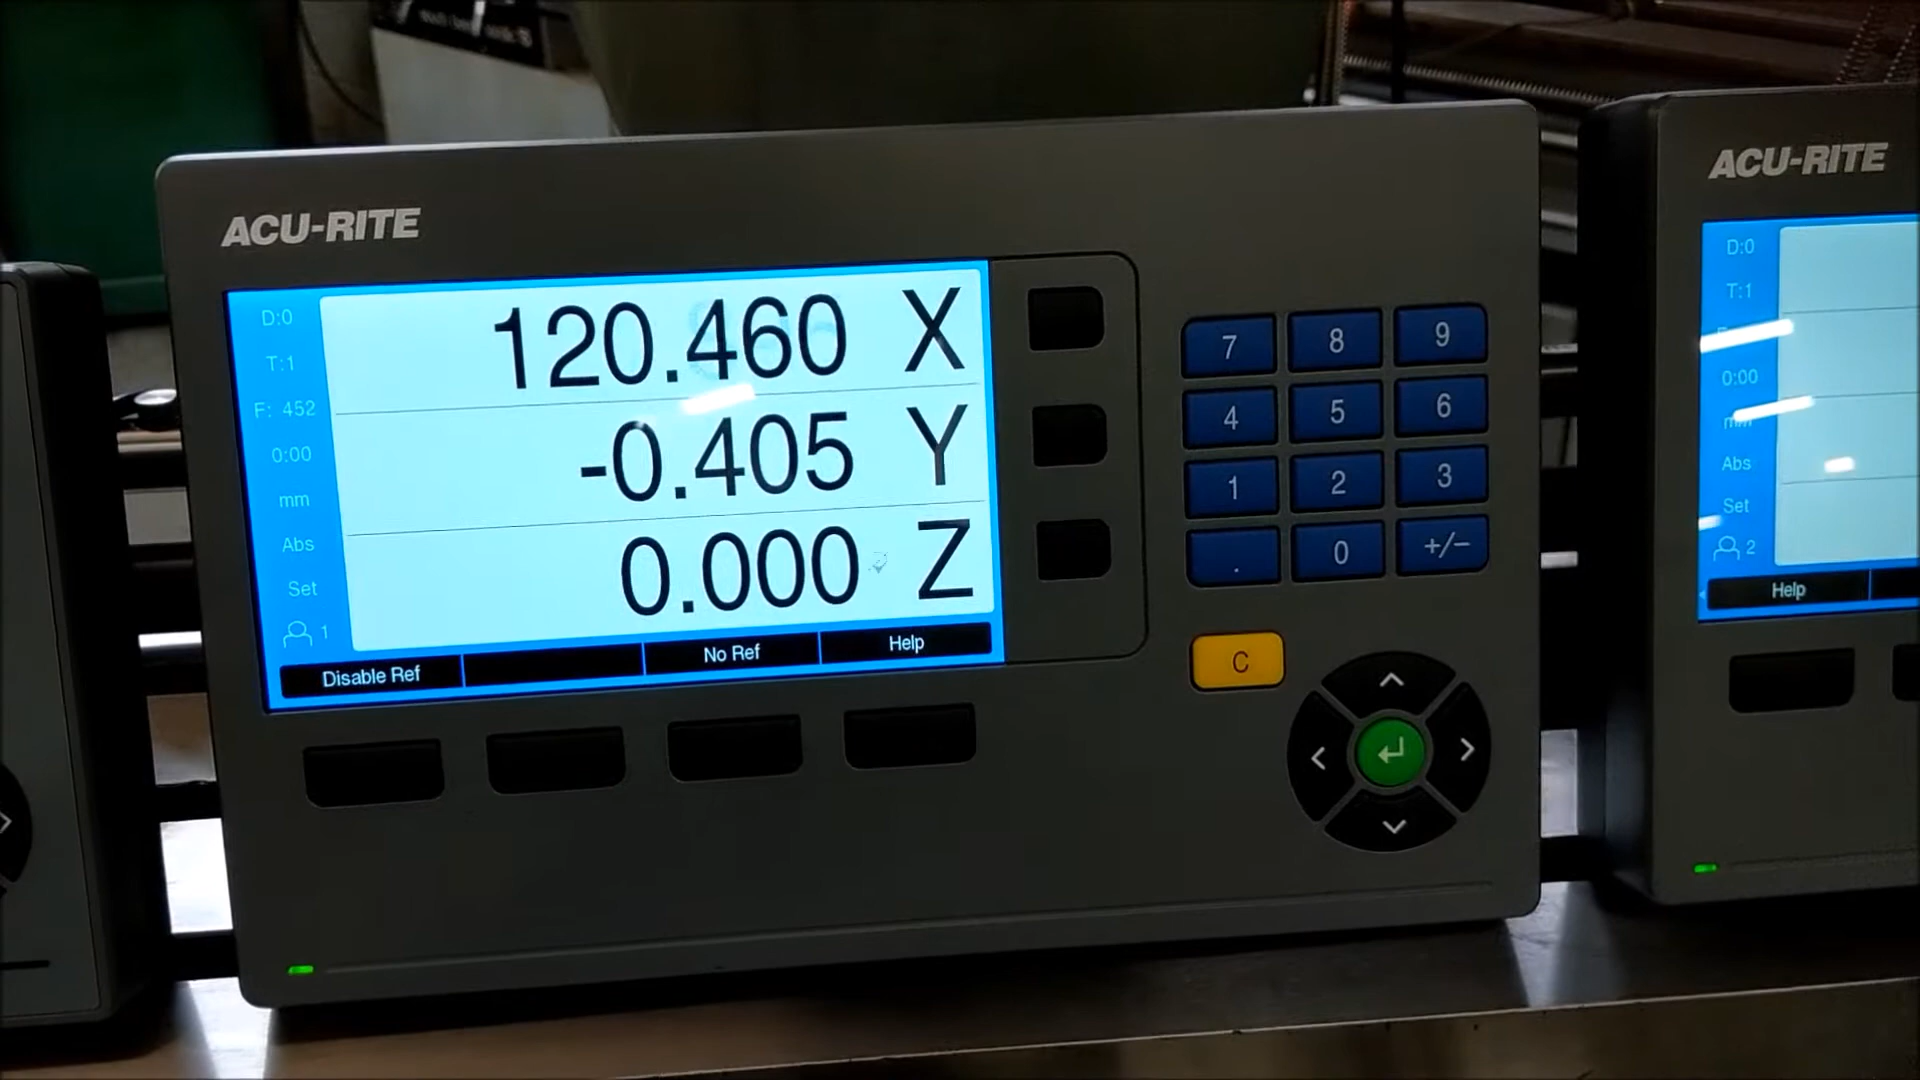 ACU-RITE
D:0
T:1
F: 452
0:00
mm
Abs
Set
1
120.460 X
-0.405 Y
0.000 Z
Disable Ref
No Ref
Help
7 8 9
4 5 6
1 2 3
. 0 +/-
C
ACU-RITE
D:0
T:1
0:00
mm
Abs
Set
2
Help